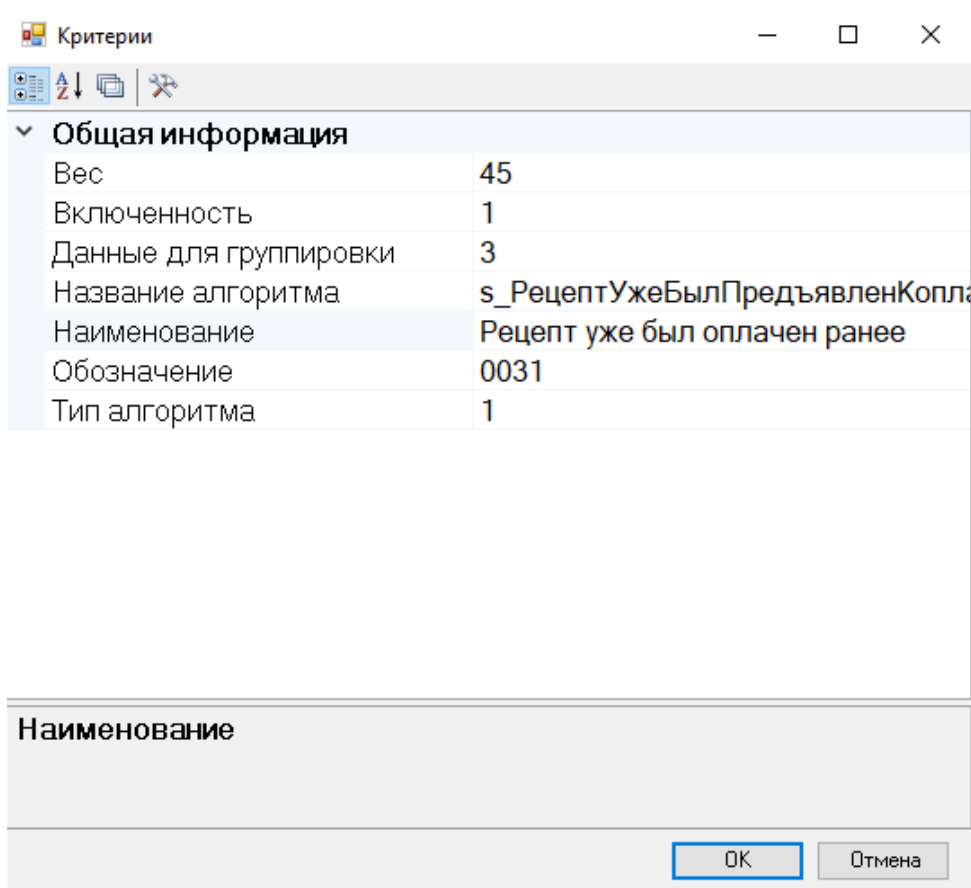 Критерии
Общая информация
Вес 45
Включенность 1
Данные для группировки 3
Название алгоритма s_РецептУжеБылПредъявленКопла
Наименование Рецепт уже был оплачен ранее
Обозначение 0031
Тип алгоритма 1
Наименование
OK Отмена